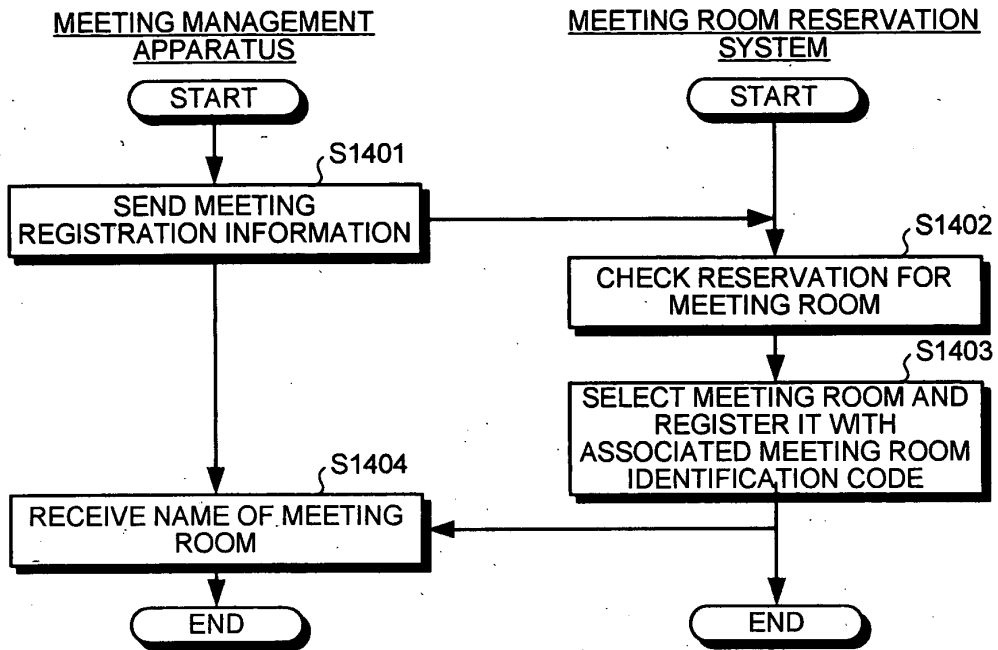 MEETING MANAGEMENT
APPARATUS
MEETING ROOM RESERVATION
SYSTEM
START
START
S1401
SEND MEETING
REGISTRATION INFORMATION
S1402
CHECK RESERVATION FOR
MEETING ROOM
S1403
SELECT MEETING ROOM AND
REGISTER IT WITH
ASSOCIATED MEETING ROOM
IDENTIFICATION CODE
S1404
RECEIVE NAME OF MEETING
ROOM
END
END